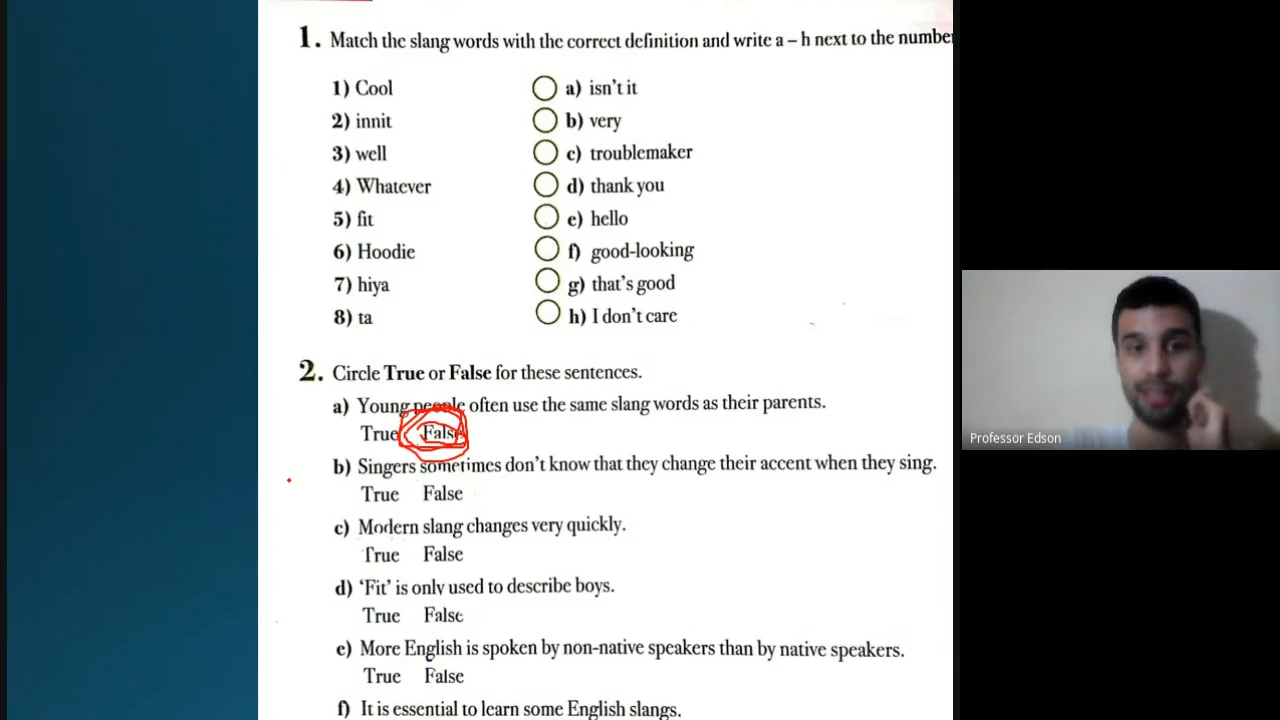 1. Match the slang words with the correct definition and write a – h next to the number
1) Cool a) isn't it
2) innit b) very
3) well c) troublemaker
4) Whatever d) thank you
5) fit e) hello
6) Hoodie f) good-looking
7) hiya g) that's good
8) ta h) I don't care
2. Circle True or False for these sentences.
a) Young people often use the same slang words as their parents.
True False
b) Singers sometimes don't know that they change their accent when they sing.
True False
c) Modern slang changes very quickly.
True False
d) 'Fit' is only used to describe boys.
True False
e) More English is spoken by non-native speakers than by native speakers.
True False
f) It is essential to learn some English slangs.
Professor Edson